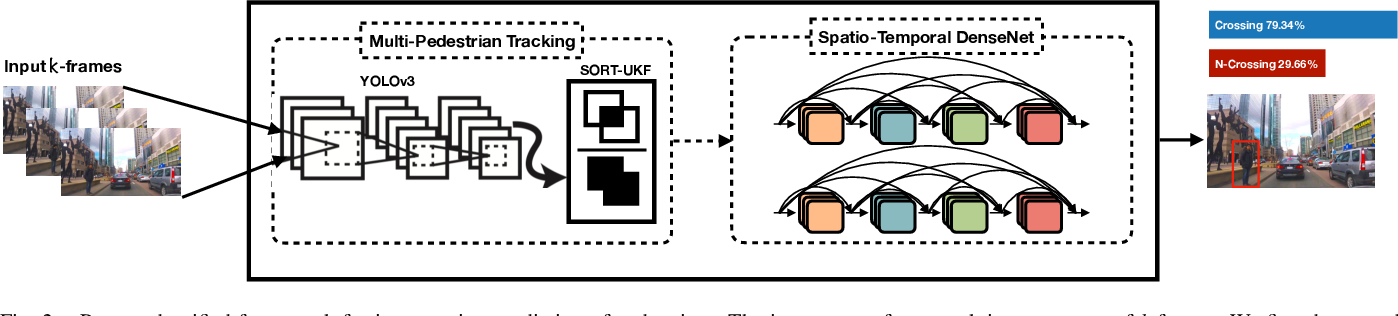 Input k-frames
Multi-Pedestrian Tracking
YOLOv3
SORT-UKF
Spatio-Temporal DenseNet
Crossing 79.34%
N-Crossing 29.66%